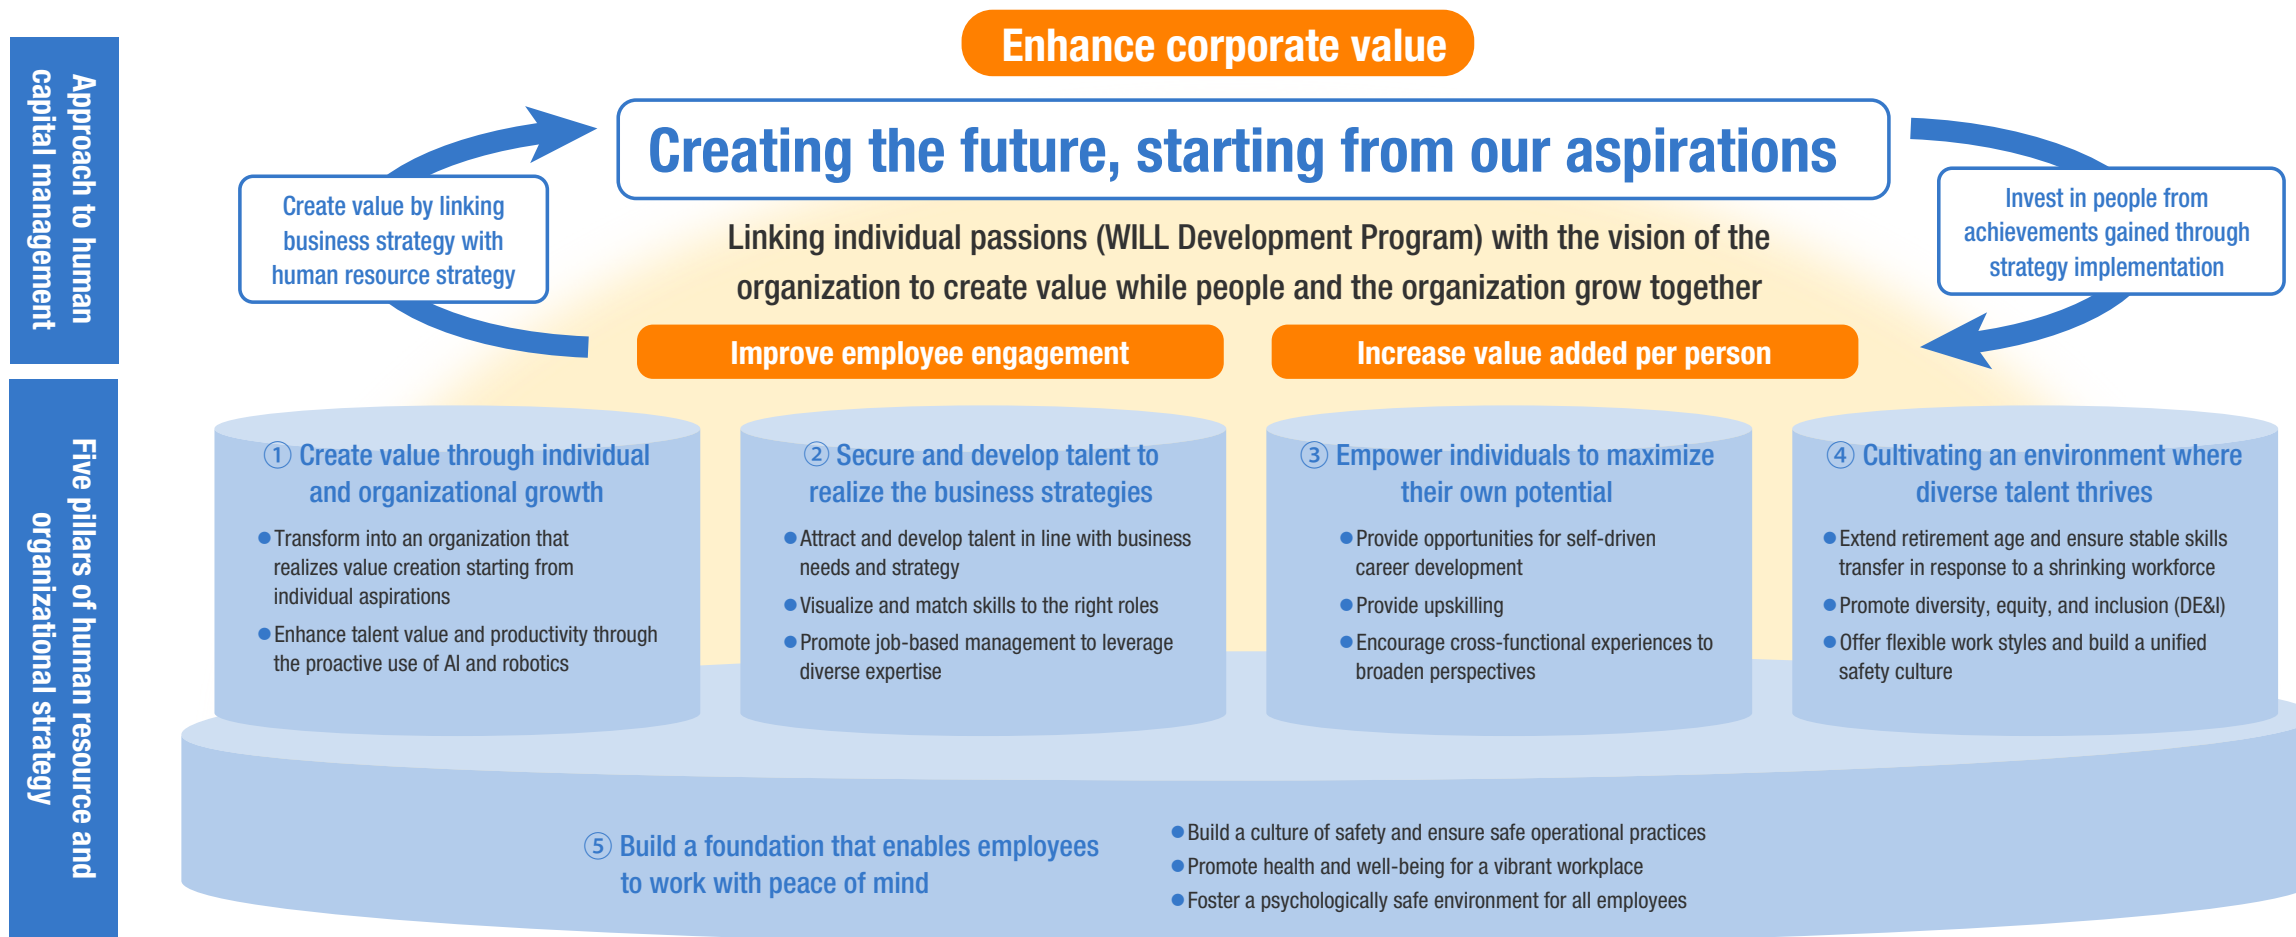 Approach to human
capital management
Enhance corporate value
Creating the future, starting from our aspirations
Create value by linking
business strategy with
human resource strategy
Invest in people from
achievements gained through
strategy implementation
Linking individual passions (WILL Development Program) with the vision of the
organization to create value while people and the organization grow together
Improve employee engagement
Increase value added per person
Five pillars of human resource and
organizational strategy
① Create value through individual
and organizational growth
● Transform into an organization that
realizes value creation starting from
individual aspirations
● Enhance talent value and productivity through
the proactive use of AI and robotics
② Secure and develop talent to
realize the business strategies
● Attract and develop talent in line with business
needs and strategy
● Visualize and match skills to the right roles
● Promote job-based management to leverage
diverse expertise
③ Empower individuals to maximize
their own potential
● Provide opportunities for self-driven
career development
● Provide upskilling
● Encourage cross-functional experiences to
broaden perspectives
④ Cultivating an environment where
diverse talent thrives
● Extend retirement age and ensure stable skills
transfer in response to a shrinking workforce
● Promote diversity, equity, and inclusion (DE&I)
● Offer flexible work styles and build a unified
safety culture
⑤ Build a foundation that enables employees
to work with peace of mind
● Build a culture of safety and ensure safe operational practices
● Promote health and well-being for a vibrant workplace
● Foster a psychologically safe environment for all employees